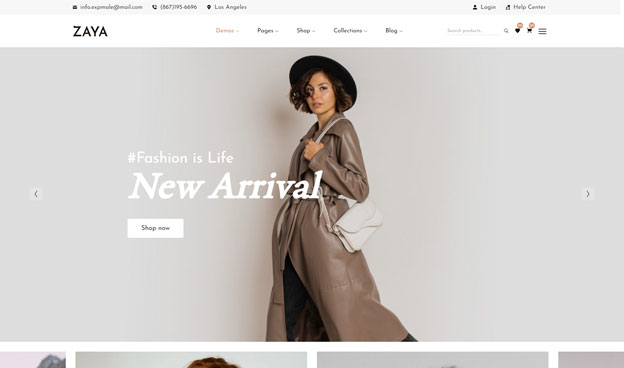 info.expmale@mail.com (867)195-6696 Los Angeles Login Help Center
ZAYA Demos Pages Shop Collections Blog Search products...
#Fashion is Life
New Arrival
Shop now